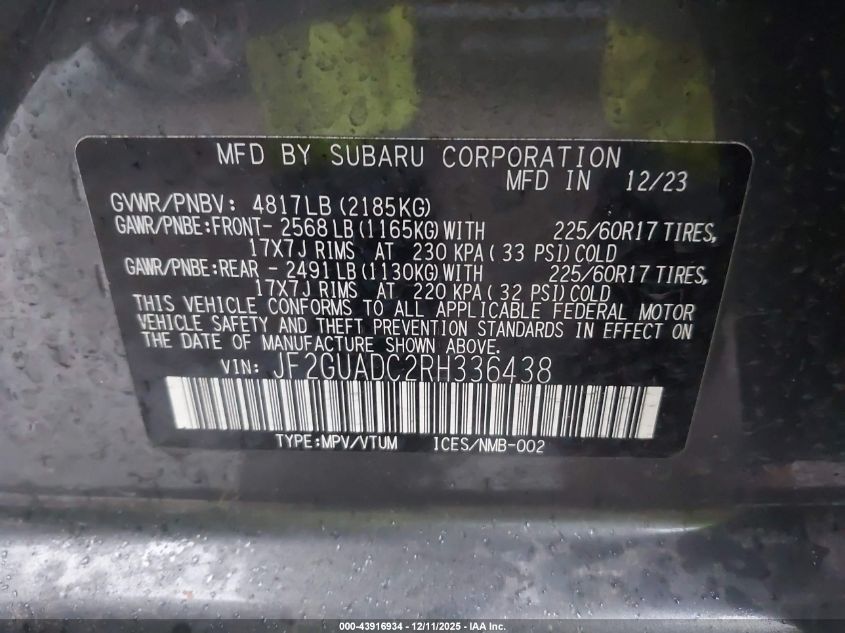 MFD BY SUBARU CORPORATION
MFD IN 12/23
GVWR/PNBV: 4817LB (2185KG)
GAWR/PNBE:FRONT- 2568 LB (1165KG) WITH 225/60R17 TIRES,
17X7J RIMS AT 230 KPA ( 33 PSI) COLD
GAWR/PNBE:REAR - 2491 LB (1130KG) WITH 225/60R17 TIRES,
17X7J RIMS AT 220 KPA ( 32 PSI) COLD
THIS VEHICLE CONFORMS TO ALL APPLICABLE FEDERAL MOTOR
VEHICLE SAFETY AND THEFT PREVENTION STANDARDS IN EFFECT ON
THE DATE OF MANUFACTURE SHOWN ABOVE.
VIN: JF2GUADC2RH336438
TYPE:MPV/VTUM ICES/NMB-002
000-43916934 - 12/11/2025 - IAA Inc.